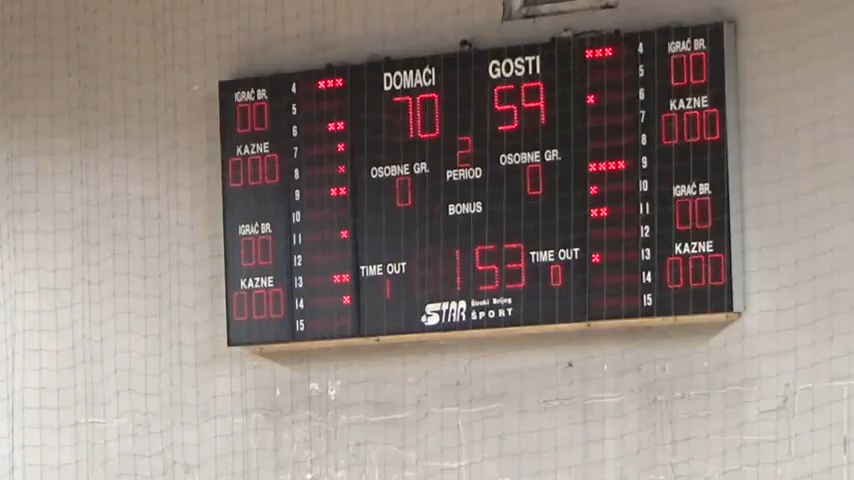 DOMAĆI GOSTI
70 59
2
PERIOD
OSOBNE GR. OSOBNE GR.
0 0
BONUS
TIME OUT 153 TIME OUT
1 0
STAR Široki Brijeg
ŠPORT
IGRAČ BR.
00
KAZNE
000
IGRAČ BR.
00
KAZNE
000
4 ***
5
6 **
7 *
8 *
9 **
10
11 *
12
13 **
14 *
15
*** 4
5
* 6
7
8
**** 9
* 10
** 11
12
* 13
14
15
IGRAČ BR.
00
KAZNE
000
IGRAČ BR.
00
KAZNE
000